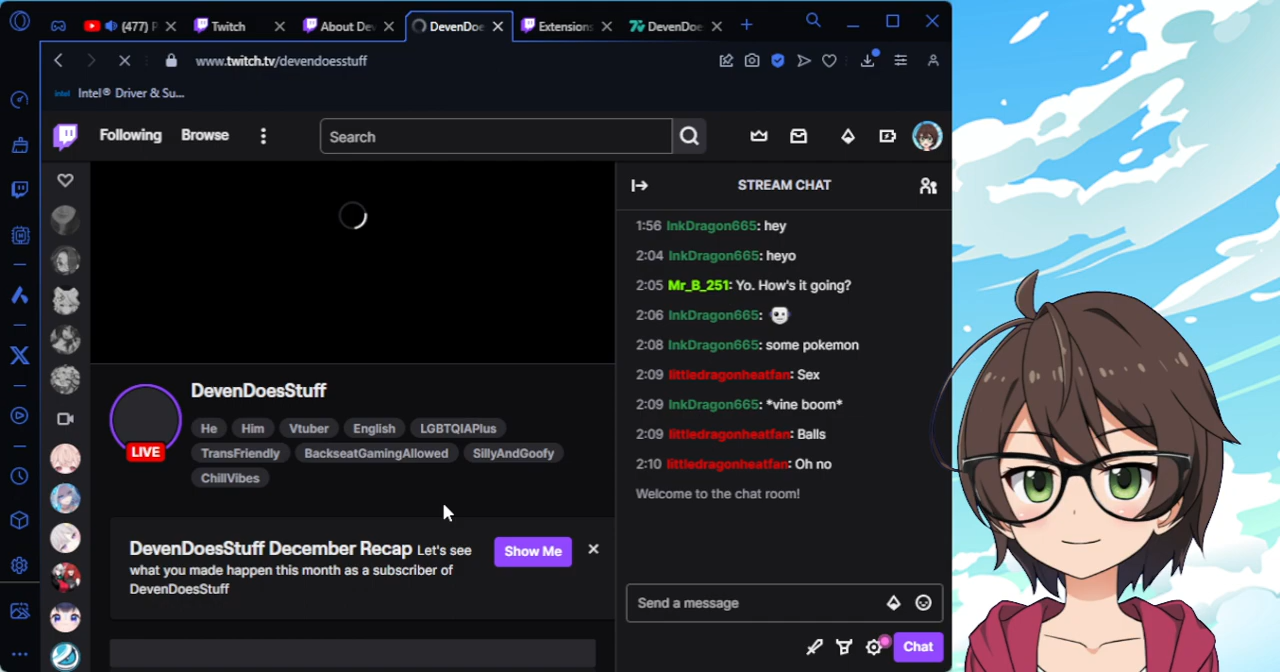 (477) P
Twitch
About Dev
DevenDoe
Extensions
DevenDoe
www.twitch.tv/devendoesstuff
intel Intel® Driver & Su...
Following
Browse
Search
STREAM CHAT
1:56 InkDragon665: hey
2:04 InkDragon665: heyo
2:05 Mr_B_251: Yo. How's it going?
2:06 InkDragon665:
2:08 InkDragon665: some pokemon
2:09 littledragonheatfan: Sex
2:09 InkDragon665: *vine boom*
2:09 littledragonheatfan: Balls
2:10 littledragonheatfan: Oh no
Welcome to the chat room!
LIVE
DevenDoesStuff
He Him Vtuber English LGBTQIAPlus
TransFriendly BackseatGamingAllowed SillyAndGoofy
ChillVibes
DevenDoesStuff December Recap Let's see
what you made happen this month as a subscriber of
DevenDoesStuff
Show Me
Send a message
Chat